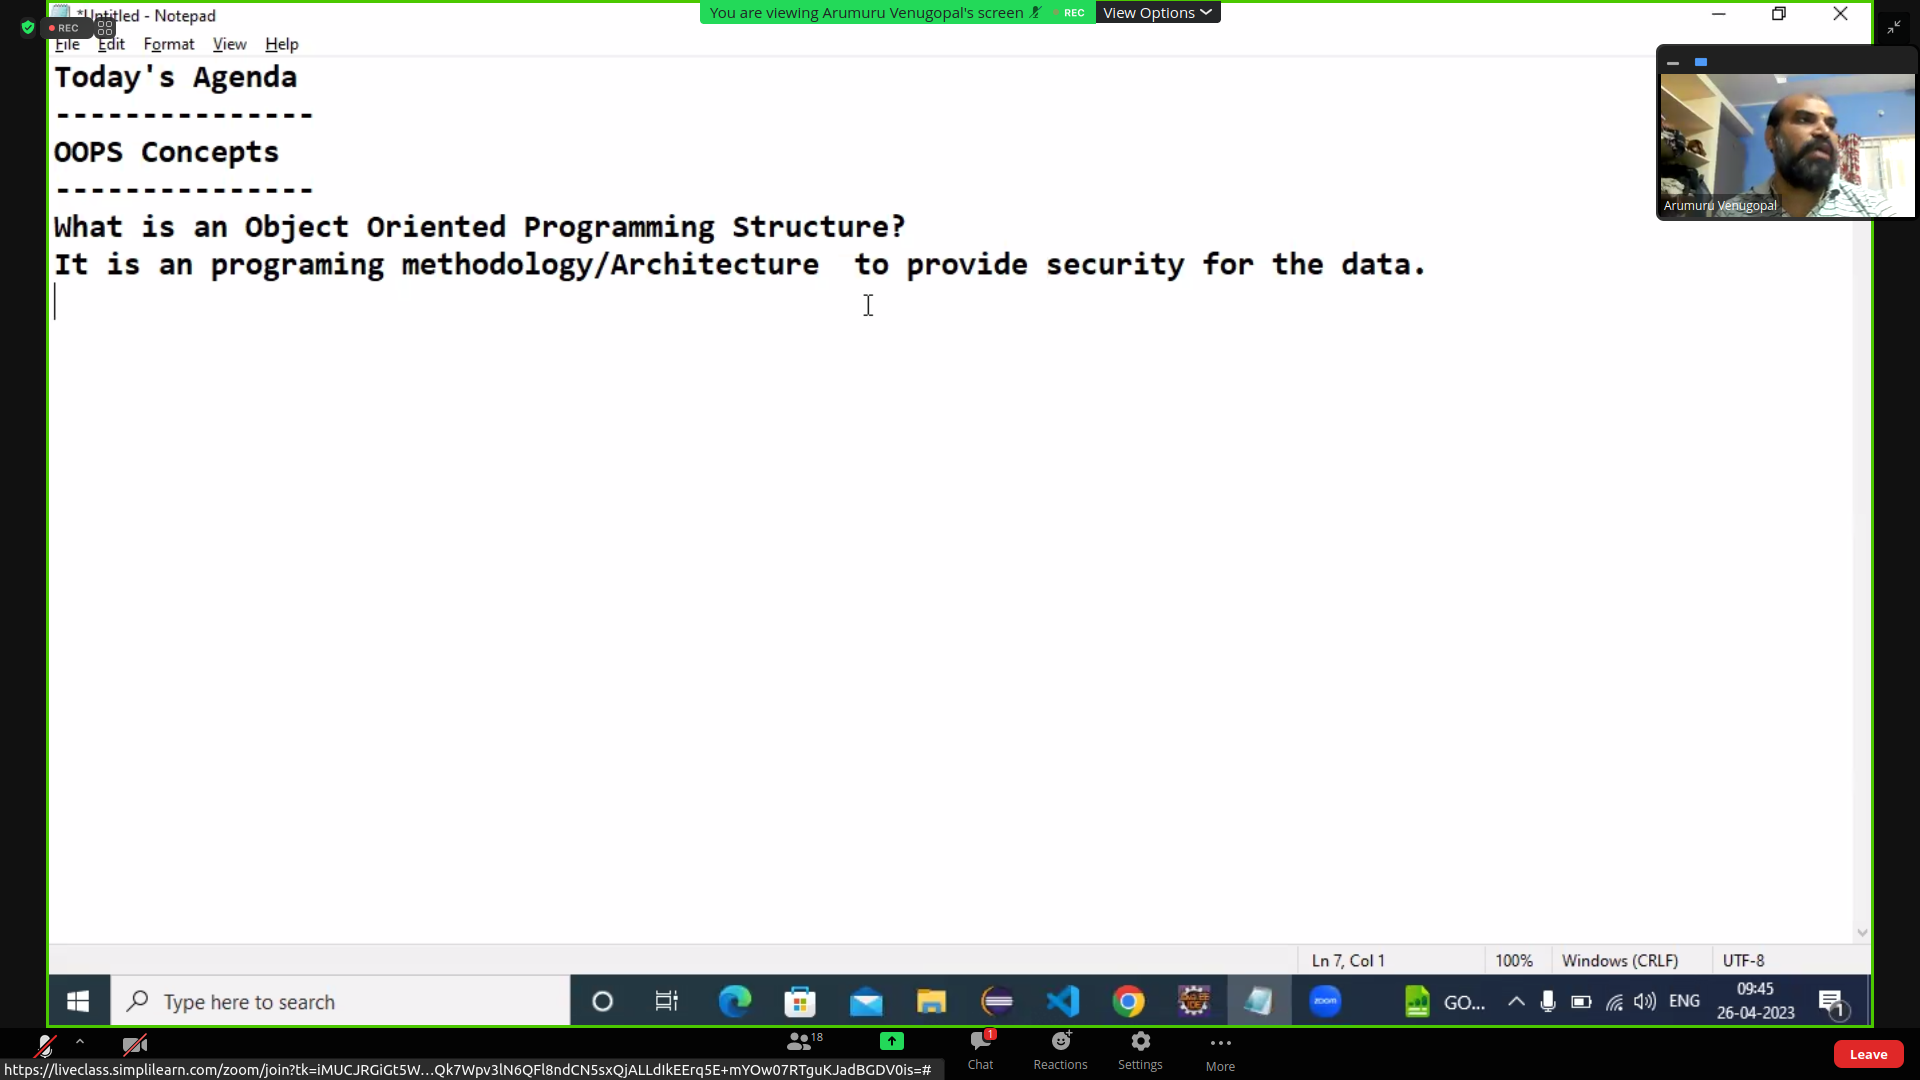 *Untitled - Notepad
You are viewing Arumuru Venugopal's screen
REC
View Options
REC
File Edit Format View Help
Today's Agenda
---------------
OOPS Concepts
---------------
What is an Object Oriented Programming Structure?
It is an programing methodology/Architecture  to provide security for the data.
Arumuru Venugopal
Ln 7, Col 1
100%
Windows (CRLF)
UTF-8
Type here to search
zoom
GO...
ENG
09:45
26-04-2023
1
18
1
Chat
Reactions
Settings
More
Leave
https://liveclass.simplilearn.com/zoom/join?tk=iMUCJRGiGt5W...Qk7Wpv3lN6QFl8ndCN5sxQjALLdIkEErq5E+mYOw07RTguKJadBGDV0is=#